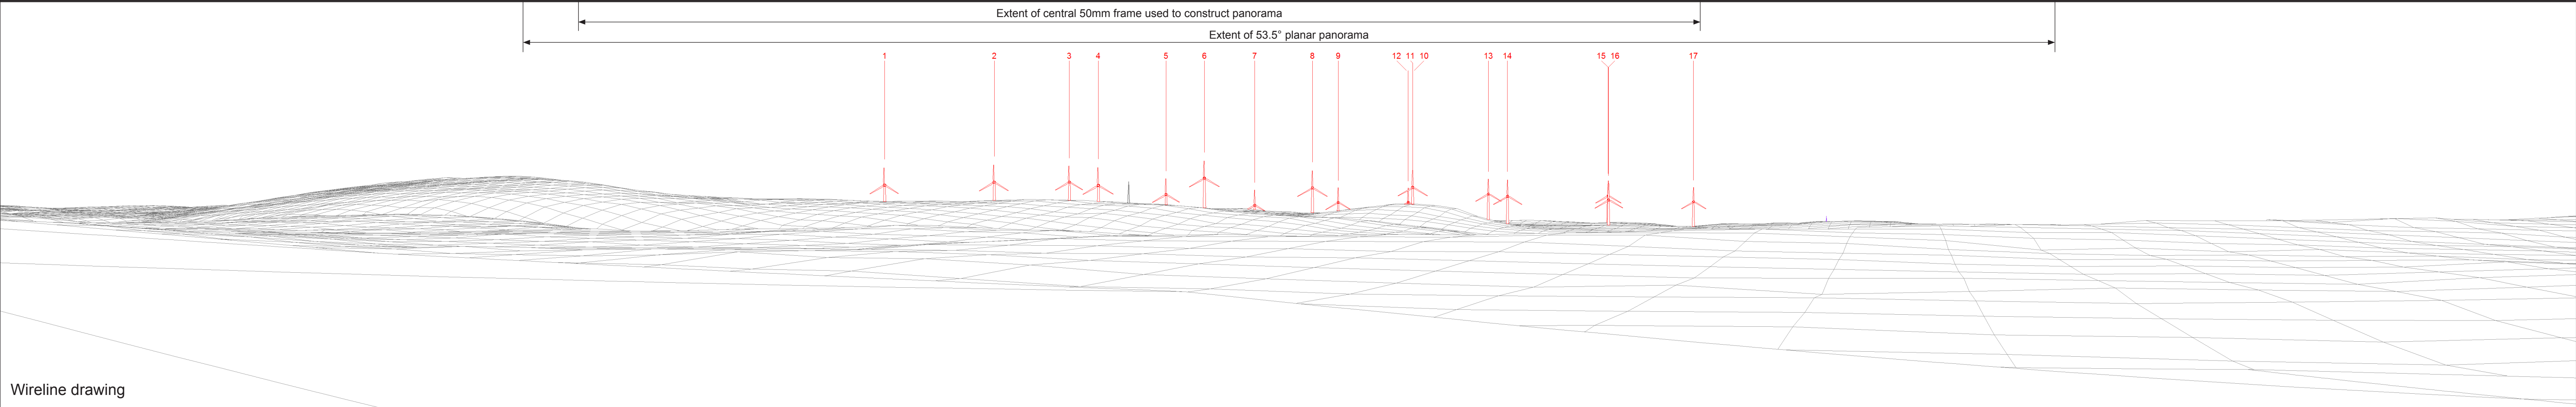 Extent of central 50mm frame used to construct panorama
Extent of 53.5° planar panorama
1 2 3 4 5 6 7 8 9 12 11 10 13 14 15 16 17
Wireline drawing